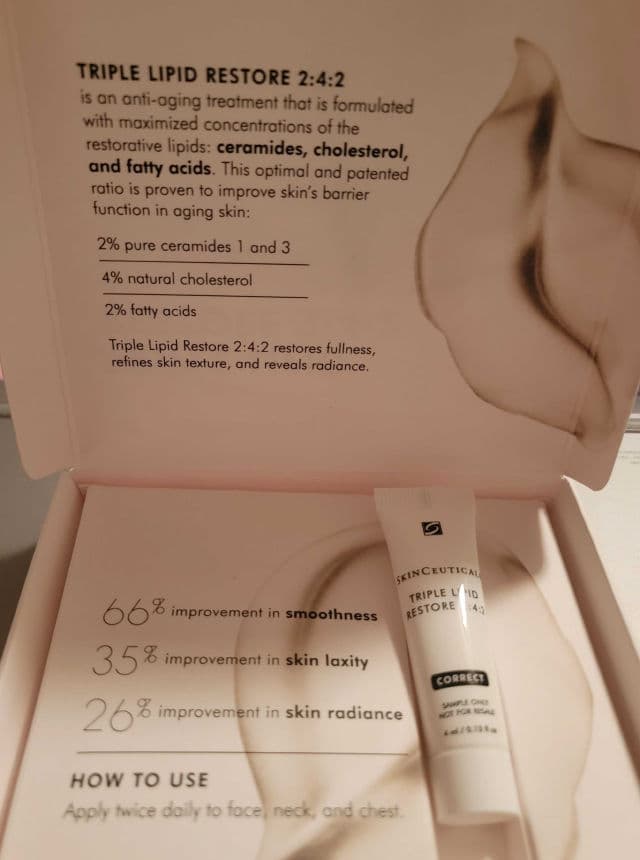 TRIPLE LIPID RESTORE 2:4:2
is an anti-aging treatment that is formulated
with maximized concentrations of the
restorative lipids: ceramides, cholesterol,
and fatty acids. This optimal and patented
ratio is proven to improve skin's barrier
function in aging skin:
2% pure ceramides 1 and 3
4% natural cholesterol
2% fatty acids
Triple Lipid Restore 2:4:2 restores fullness,
refines skin texture, and reveals radiance.
66% improvement in smoothness
35% improvement in skin laxity
26% improvement in skin radiance
HOW TO USE
Apply twice daily to face, neck, and chest.
TRIPLE
RESTORE
CORRECT
SAMPLE ONLY
NOT FOR RESALE